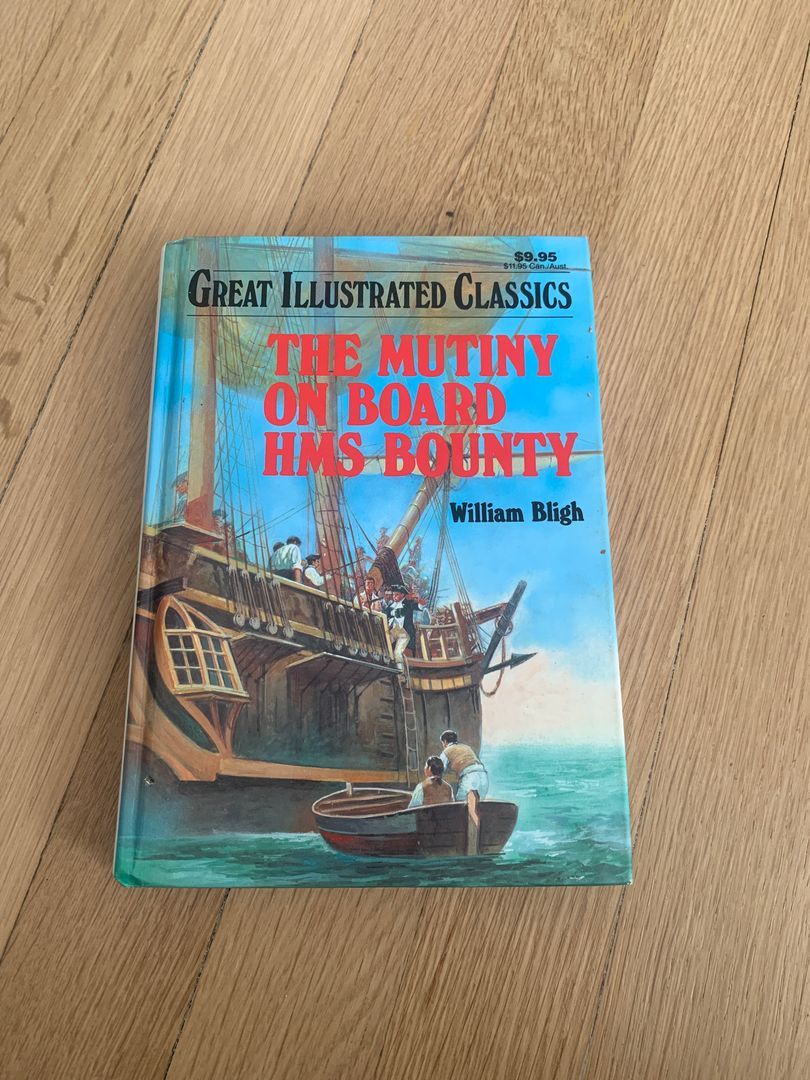 $9.95
$11.95 Can./Aust.
GREAT ILLUSTRATED CLASSICS
THE MUTINY
ON BOARD
HMS BOUNTY
William Bligh